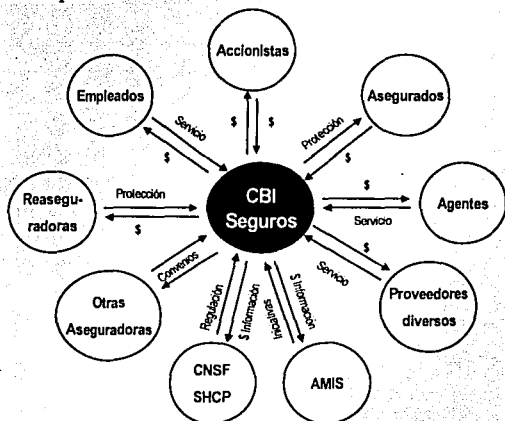 Accionistas
$
$
Empleados
Servicio
$
Asegurados
Protección
$
Reasegu-
radoras
Protección
$
CBI
Seguros
$
Servicio
Agentes
Otras
Aseguradoras
Convenios
Regulación
$ Información
CNSF
SHCP
Iniciativas
$ Información
AMIS
$
Servicio
Proveedores
diversos